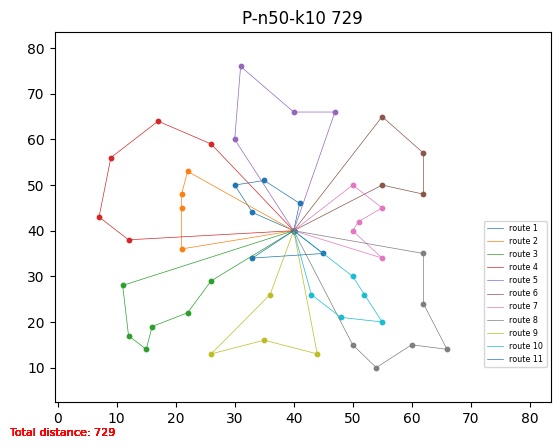 P-n50-k10 729
80
70
60
50
40
30
20
10
0 10 20 30 40 50 60 70 80
route 1
route 2
route 3
route 4
route 5
route 6
route 7
route 8
route 9
route 10
route 11
Total distance: 729